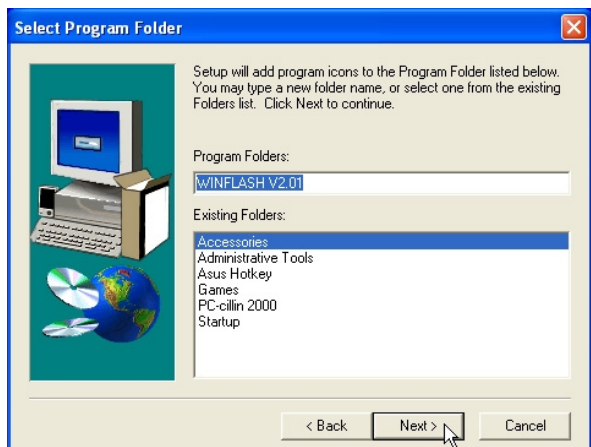 Select Program Folder
Setup will add program icons to the Program Folder listed below.
You may type a new folder name, or select one from the existing
Folders list. Click Next to continue.
Program Folders:
WINFLASH V2.01
Existing Folders:
Accessories
Administrative Tools
Asus Hotkey
Games
PC-cillin 2000
Startup
< Back
Next >
Cancel